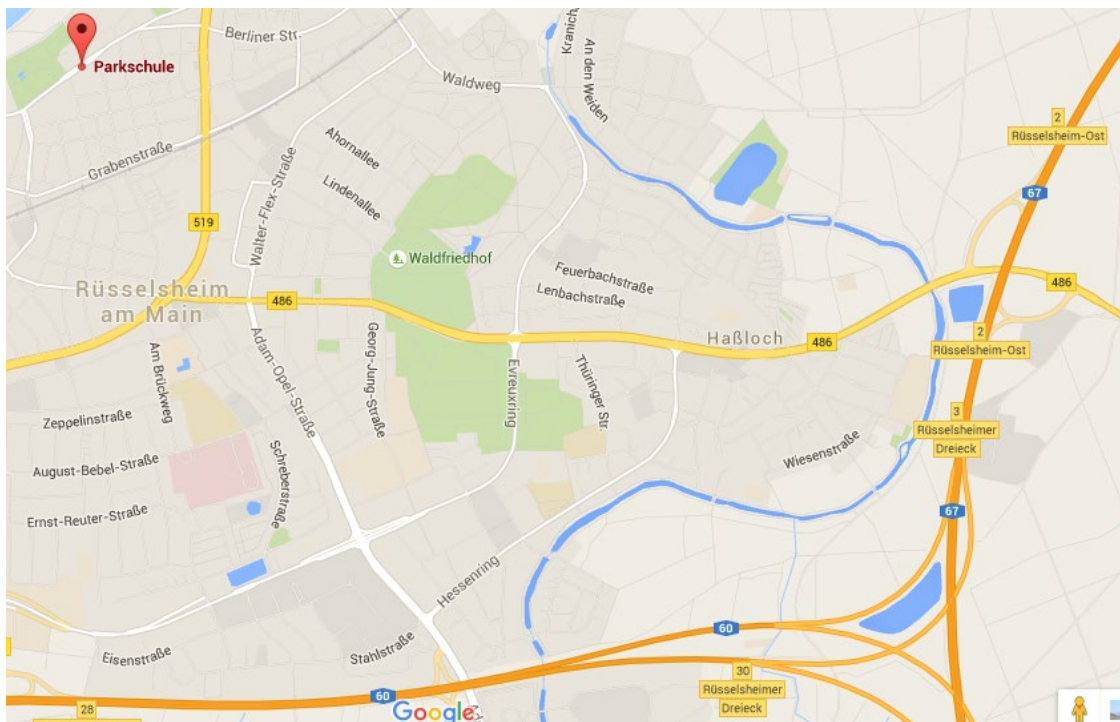 Berliner Str.
Kranich
An den Weiden
Parkschule
Waldweg
2
Rüsselsheim-Ost
Ahornallee
Grabenstraße
Walter-Flex-Straße
Lindenallee
67
519
Waldfriedhof
Feuerbachstraße
Lenbachstraße
486
Rüsselsheim
am Main
486
Haßloch
486
2
Rüsselsheim-Ost
Am Brückweg
Adam-Opel-Straße
Georg-Jung-Straße
Evreuxring
Thüringer Str.
Zeppelinstraße
3
Rüsselsheimer
Dreieck
August-Bebel-Straße
Schreberstraße
Wiesenstraße
Ernst-Reuter-Straße
67
Hessenring
60
Eisenstraße
Stahlstraße
30
Rüsselsheimer
Dreieck
60
28
Google